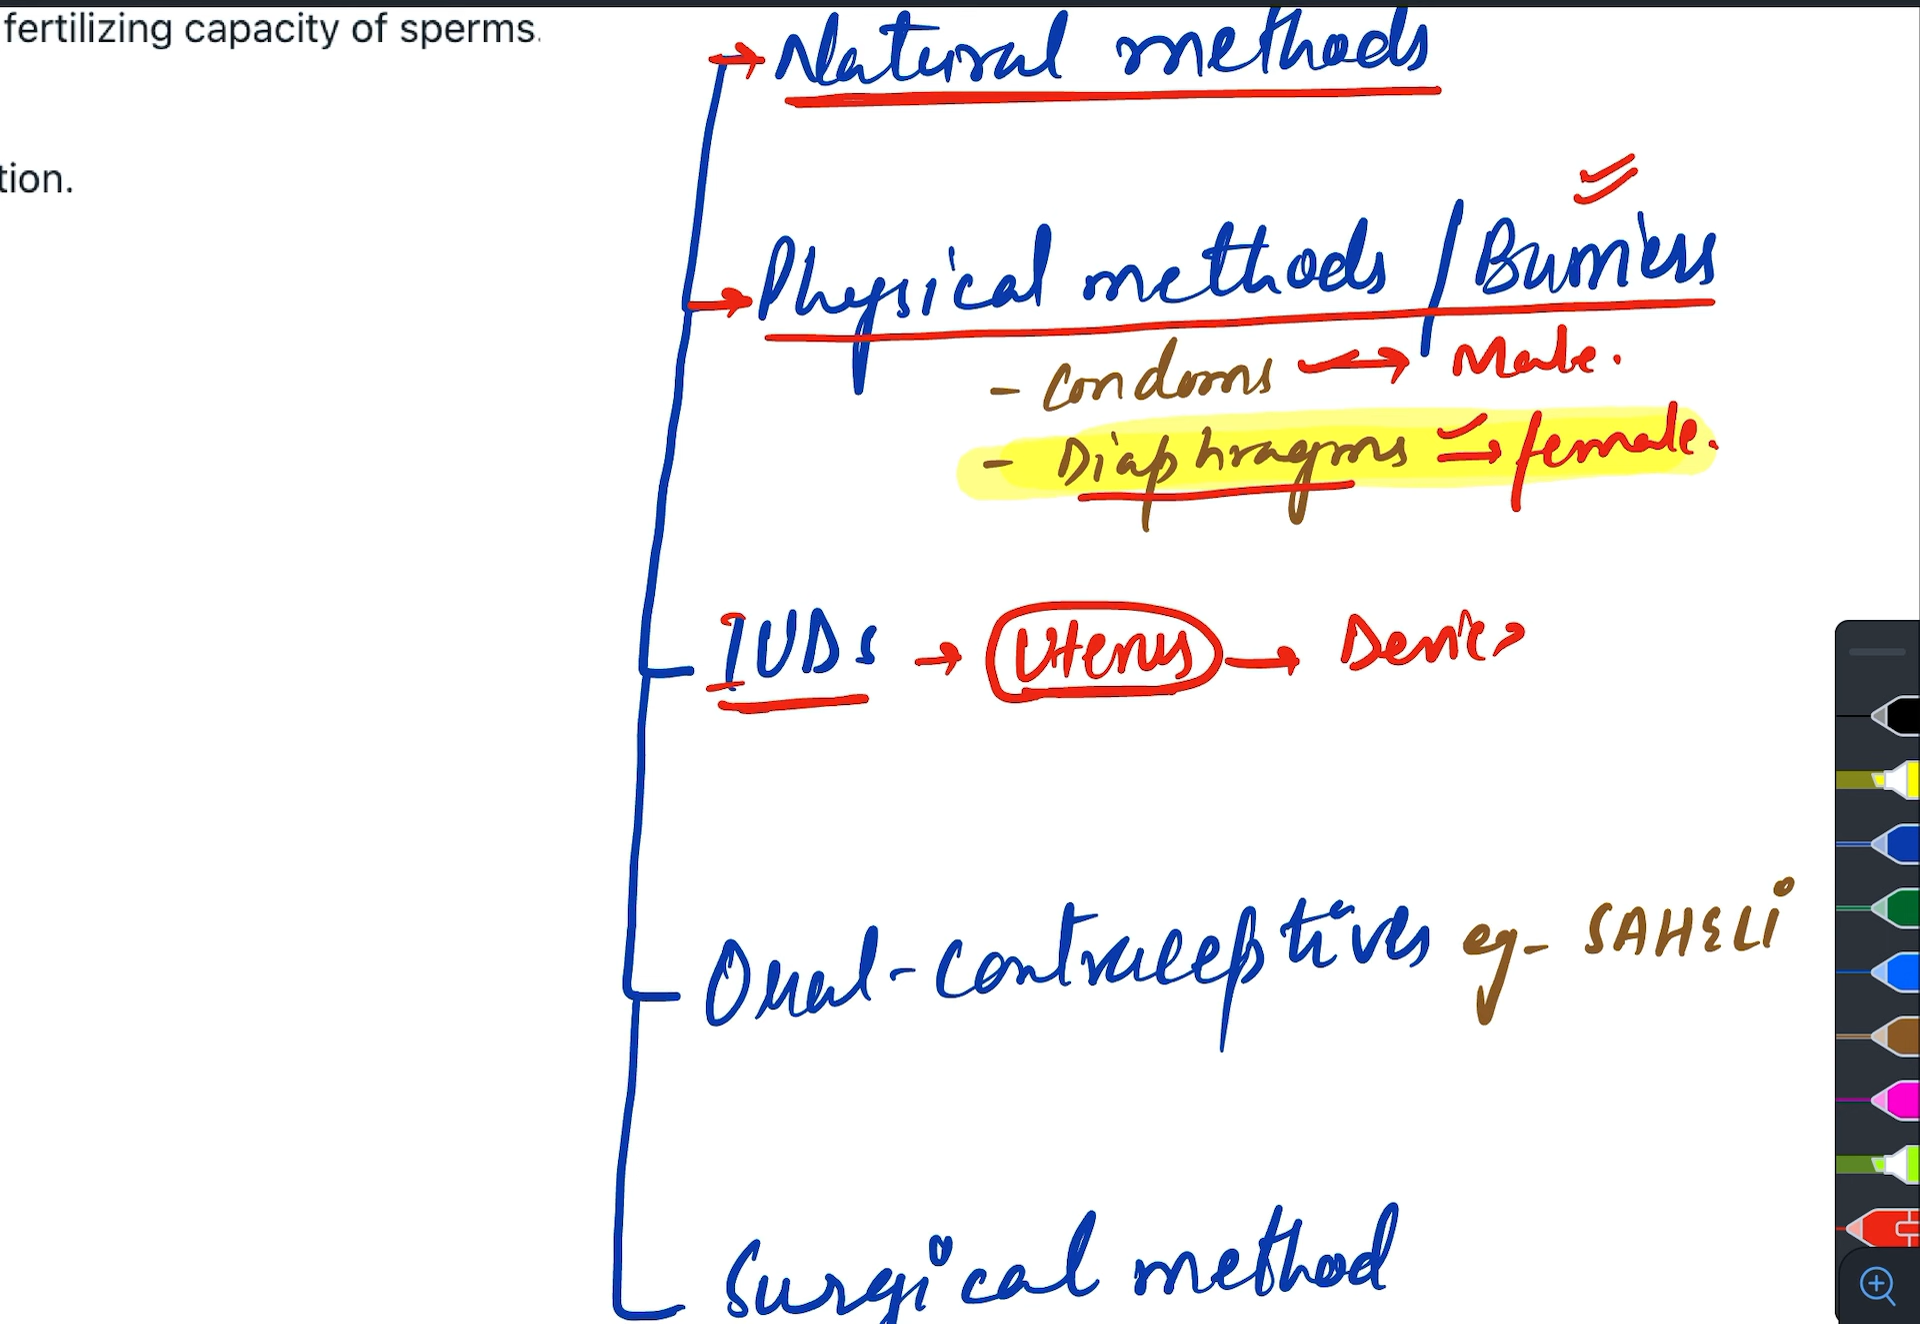 fertilizing capacity of sperms.
Natural methods
tion.
Physical methods / Barriers
- Condoms → Male.
- Diaphragms → female.
IUDs → Uterus → Device
Oral-contraceptives eg- SAHELI
Surgical method